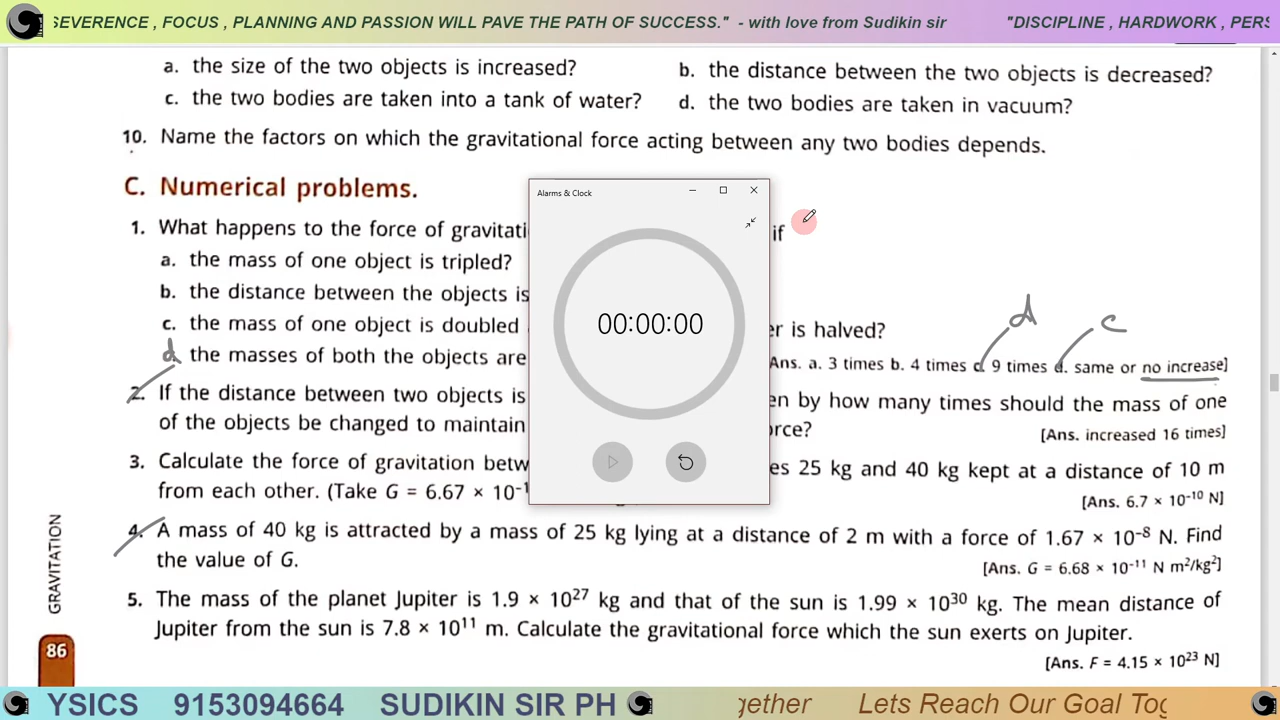 SEVERENCE , FOCUS , PLANNING AND PASSION WILL PAVE THE PATH OF SUCCESS." - with love from Sudikin sir "DISCIPLINE , HARDWORK , PERS
a. the size of the two objects is increased? b. the distance between the two objects is decreased?
c. the two bodies are taken into a tank of water? d. the two bodies are taken in vacuum?
10. Name the factors on which the gravitational force acting between any two bodies depends.
C. Numerical problems.
Alarms & Clock
1. What happens to the force of gravitati if
a. the mass of one object is tripled?
b. the distance between the objects is
00:00:00
d c
c. the mass of one object is doubled er is halved?
d. the masses of both the objects are Ans. a. 3 times b. 4 times c. 9 times d. same or no increase]
2. If the distance between two objects is en by how many times should the mass of one
of the objects be changed to maintain orce? [Ans. increased 16 times]
3. Calculate the force of gravitation betw es 25 kg and 40 kg kept at a distance of 10 m
from each other. (Take G = 6.67 × 10⁻¹ [Ans. 6.7 × 10⁻¹⁰ N]
4. A mass of 40 kg is attracted by a mass of 25 kg lying at a distance of 2 m with a force of 1.67 × 10⁻⁸ N. Find
the value of G. [Ans. G = 6.68 × 10⁻¹¹ N m²/kg²]
5. The mass of the planet Jupiter is 1.9 × 10²⁷ kg and that of the sun is 1.99 × 10³⁰ kg. The mean distance of
Jupiter from the sun is 7.8 × 10¹¹ m. Calculate the gravitational force which the sun exerts on Jupiter.
[Ans. F = 4.15 × 10²³ N]
GRAVITATION
86
YSICS 9153094664 SUDIKIN SIR PH gether Lets Reach Our Goal Tog